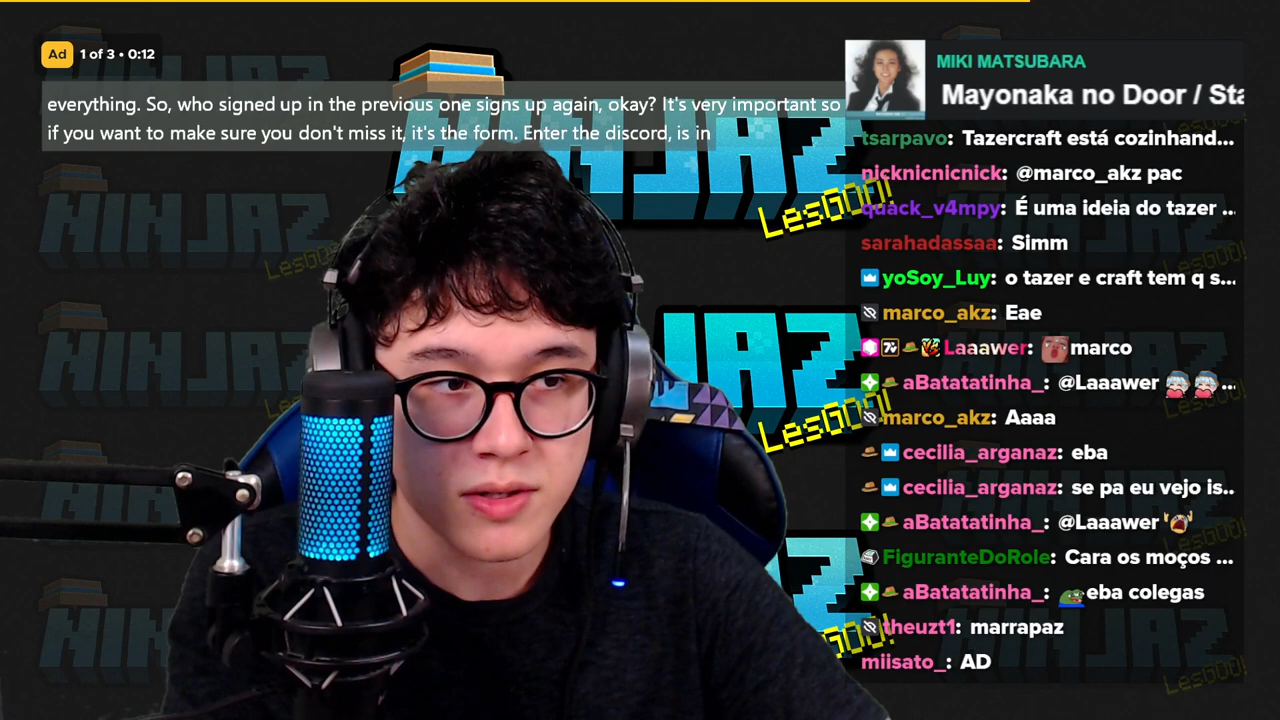 Ad 1 of 3 • 0:12
everything. So, who signed up in the previous one signs up again, okay? It's very important so
if you want to make sure you don't miss it, it's the form. Enter the discord, is in
MIKI MATSUBARA
Mayonaka no Door / Sta
tsarpavo: Tazercraft está cozinhand...
nicknicnicnick: @marco_akz pac
quack_v4mpy: É uma ideia do tazer ...
sarahadassaa: Simm
yoSoy_Luy: o tazer e craft tem q s...
marco_akz: Eae
Laaawer: marco
aBatatatinha_: @Laaawer ...
marco_akz: Aaaa
cecilia_arganaz: eba
cecilia_arganaz: se pa eu vejo is..
aBatatatinha_: @Laaawer
FiguranteDoRole: Cara os moços ...
aBatatatinha_: eba colegas
theuzt1: marrapaz
miisato_: AD
NINJAZ
LesGOO!
LesGOO!